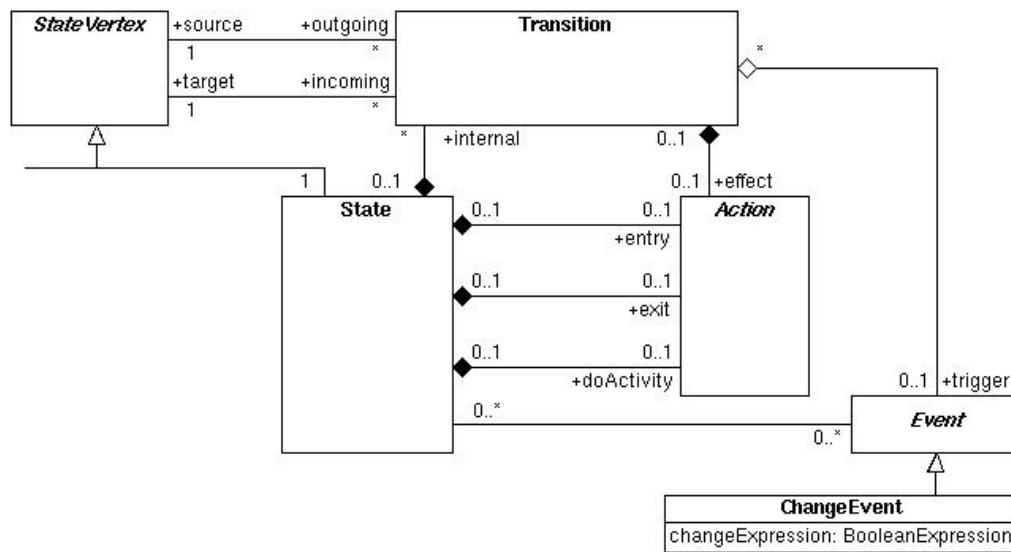 StateVertex
+source
+outgoing
1
*
+target
+incoming
1
*
Transition
*
*
+internal
0..1
0..1
+effect
0..1
1
State
Action
0..1
0..1
+entry
0..1
0..1
+exit
0..1
0..1
+doActivity
0..*
0..*
0..1
+trigger
Event
ChangeEvent
changeExpression: BooleanExpression